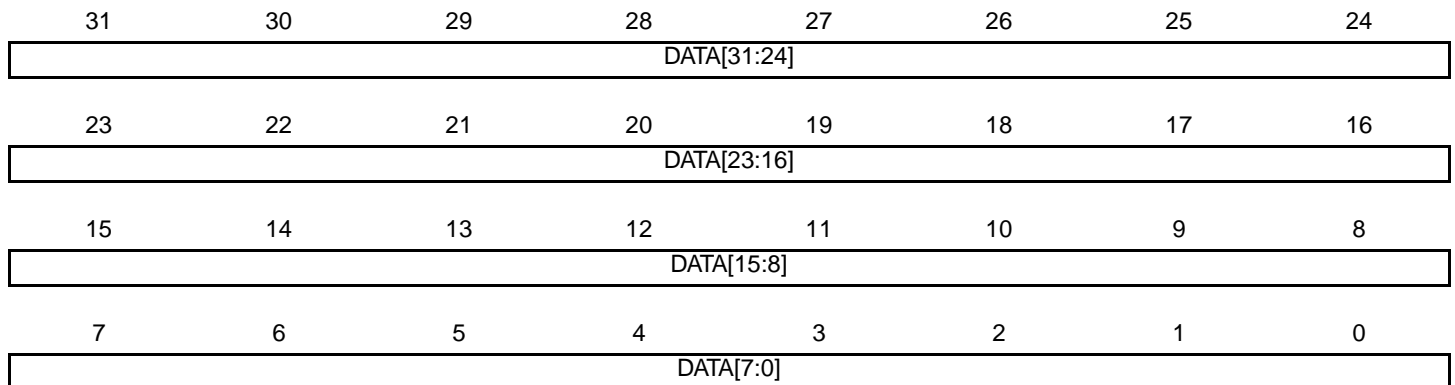 31 30 29 28 27 26 25 24
DATA[31:24]
23 22 21 20 19 18 17 16
DATA[23:16]
15 14 13 12 11 10 9 8
DATA[15:8]
7 6 5 4 3 2 1 0
DATA[7:0]